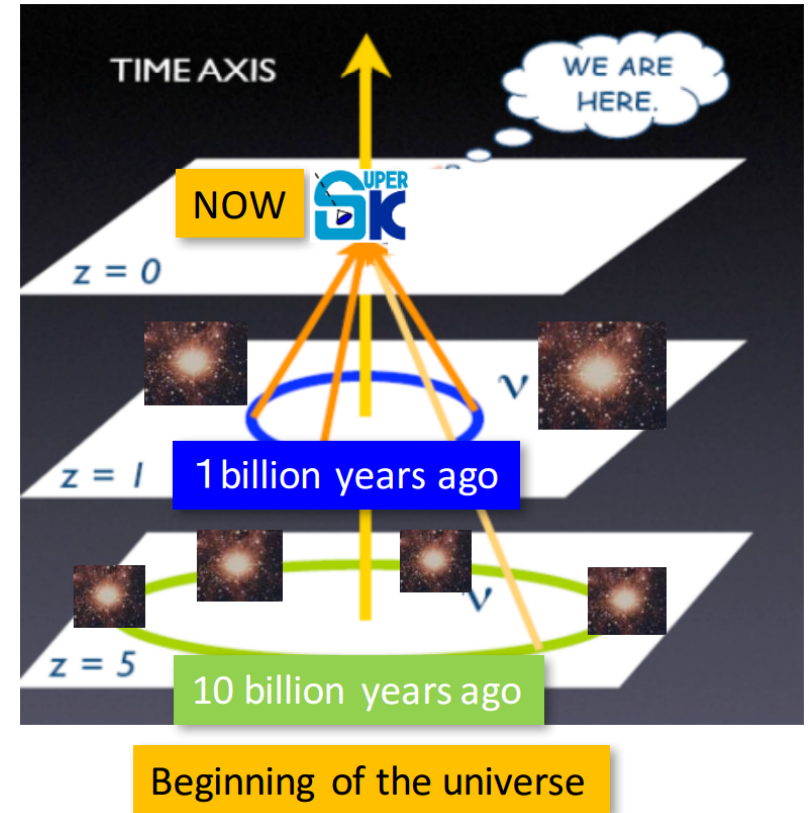 TIME AXIS
WE ARE
HERE.
NOW
SUPER
K
z = 0
ν
1 billion years ago
z = 1
ν
z = 5
10 billion years ago
Beginning of the universe